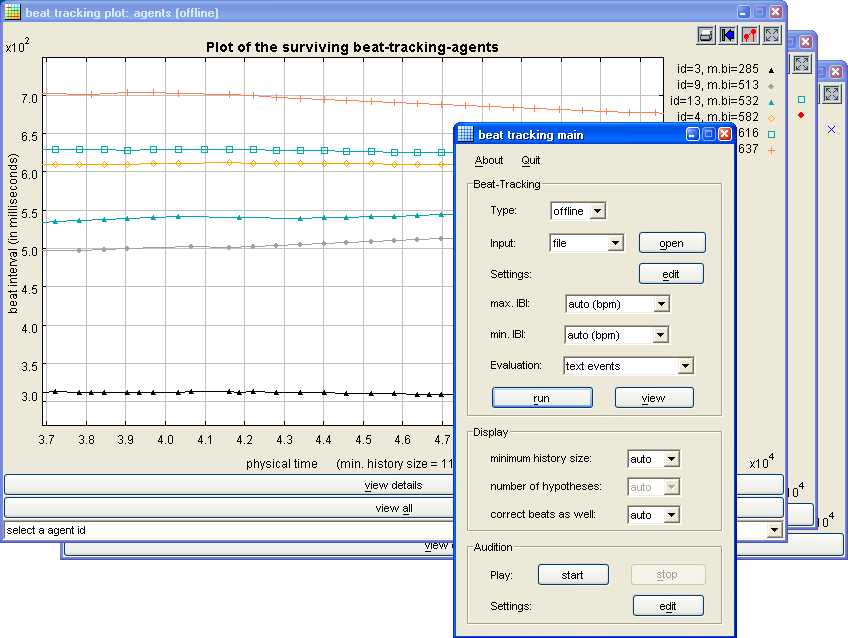 beat tracking plot: agents [offline]
x10^2
Plot of the surviving beat-tracking-agents
id=3, m.bi=285
id=9, m.bi=513
id=13, m.bi=532
id=4, m.bi=582
616
637
beat interval (in milliseconds)
7.0
6.5
6.0
5.5
5.0
4.5
4.0
3.5
3.0
3.7 3.8 3.9 4.0 4.1 4.2 4.3 4.4 4.5 4.6 4.7
physical time (min. history size = 11
x10^4
view details
view all
select a agent id
beat tracking main
About Quit
Beat-Tracking
Type: offline
Input: file open
Settings: edit
max. IBI: auto (bpm)
min. IBI: auto (bpm)
Evaluation: text events
run view
Display
minimum history size: auto
number of hypotheses: auto
correct beats as well: auto
Audition
Play: start stop
Settings: edit
10^4
10^4
view